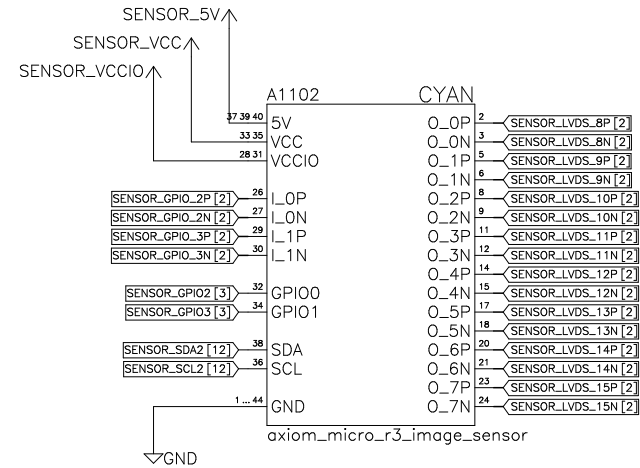 SENSOR_5V
SENSOR_VCC
SENSOR_VCCIO
A1102 CYAN
37 39 40 5V O_0P 2 SENSOR_LVDS_8P [2]
33 35 VCC O_0N 3 SENSOR_LVDS_8N [2]
28 31 VCCIO O_1P 5 SENSOR_LVDS_9P [2]
O_1N 6 SENSOR_LVDS_9N [2]
SENSOR_GPIO_2P [2] 26 I_0P O_2P 8 SENSOR_LVDS_10P [2]
SENSOR_GPIO_2N [2] 27 I_0N O_2N 9 SENSOR_LVDS_10N [2]
SENSOR_GPIO_3P [2] 29 I_1P O_3P 11 SENSOR_LVDS_11P [2]
SENSOR_GPIO_3N [2] 30 I_1N O_3N 12 SENSOR_LVDS_11N [2]
O_4P 14 SENSOR_LVDS_12P [2]
SENSOR_GPIO2 [3] 32 GPIO0 O_4N 15 SENSOR_LVDS_12N [2]
SENSOR_GPIO3 [3] 34 GPIO1 O_5P 17 SENSOR_LVDS_13P [2]
O_5N 18 SENSOR_LVDS_13N [2]
SENSOR_SDA2 [12] 38 SDA O_6P 20 SENSOR_LVDS_14P [2]
SENSOR_SCL2 [12] 36 SCL O_6N 21 SENSOR_LVDS_14N [2]
O_7P 23 SENSOR_LVDS_15P [2]
1 ... 44 GND O_7N 24 SENSOR_LVDS_15N [2]
axiom_micro_r3_image_sensor
GND